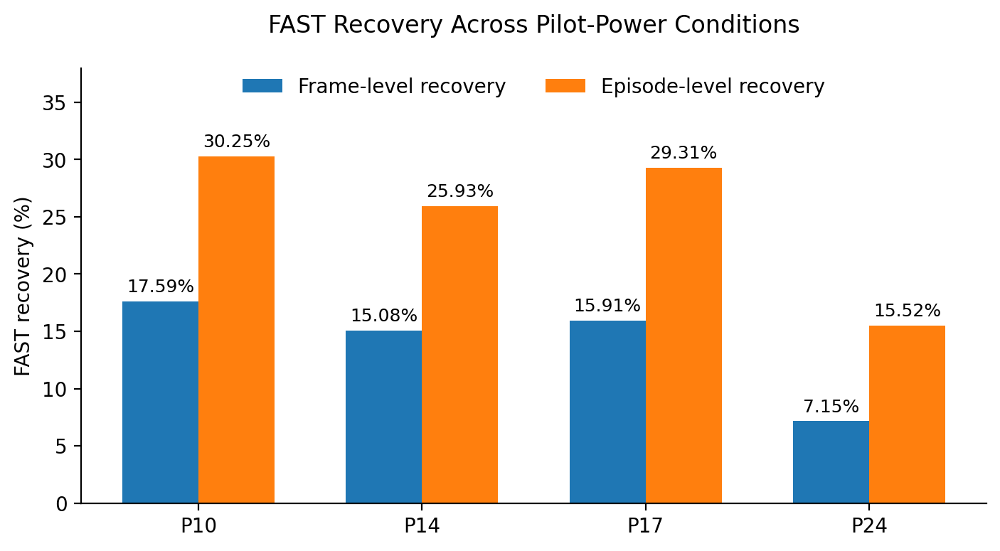 FAST Recovery Across Pilot-Power Conditions
Frame-level recovery
Episode-level recovery
FAST recovery (%)
35
30
25
20
15
10
5
0
17.59%
30.25%
15.08%
25.93%
15.91%
29.31%
7.15%
15.52%
P10
P14
P17
P24